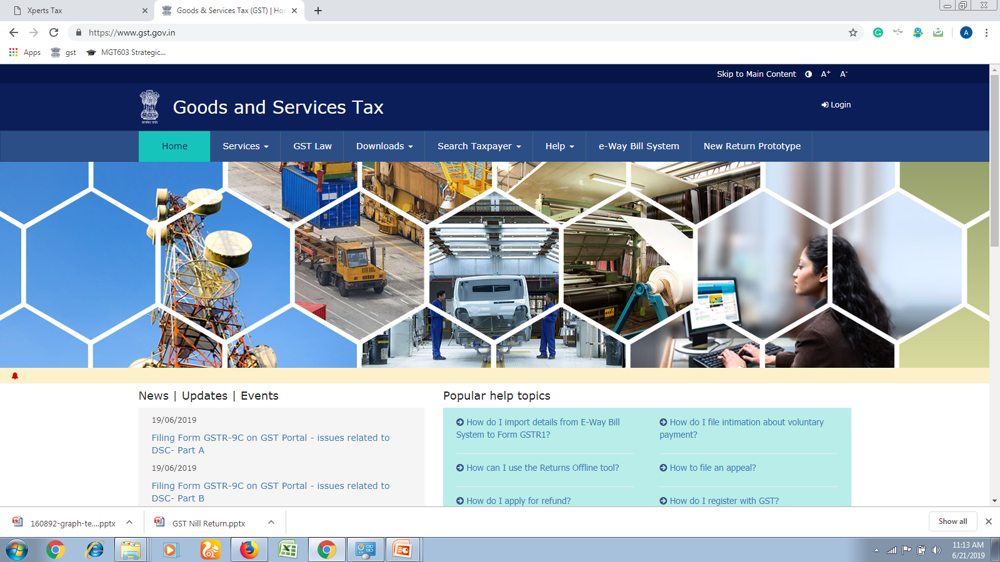 Xperts Tax
Goods & Services Tax (GST) | Hor
https://www.gst.gov.in
A
Apps
gst
MGT603 Strategic...
Skip to Main Content
A+
A-
Goods and Services Tax
Login
Home
Services
GST Law
Downloads
Search Taxpayer
Help
e-Way Bill System
New Return Prototype
News | Updates | Events
19/06/2019
Filing Form GSTR-9C on GST Portal - issues related to
DSC- Part A
19/06/2019
Filing Form GSTR-9C on GST Portal - issues related to
DSC- Part B
Popular help topics
How do I import details from E-Way Bill
System to Form GSTR1?
How can I use the Returns Offline tool?
How do I apply for refund?
How do I file intimation about voluntary
payment?
How to file an appeal?
How do I register with GST?
160892-graph-te....pptx
GST Nill Return.pptx
Show all
11:13 AM
6/21/2019